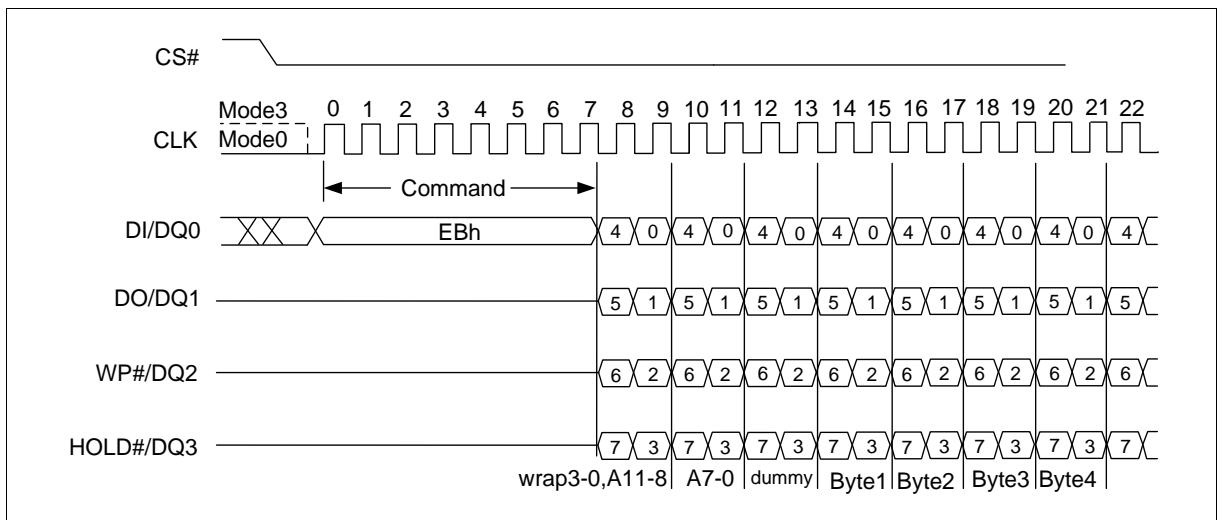 CS#
Mode3 0 1 2 3 4 5 6 7 8 9 10 11 12 13 14 15 16 17 18 19 20 21 22
CLK Mode0
Command
DI/DQ0 EBh 4 0 4 0 4 0 4 0 4 0 4 0 4 0 4
DO/DQ1 5 1 5 1 5 1 5 1 5 1 5 1 5 1 5
WP#/DQ2 6 2 6 2 6 2 6 2 6 2 6 2 6 2 6
HOLD#/DQ3 7 3 7 3 7 3 7 3 7 3 7 3 7 3 7
wrap3-0,A11-8 A7-0 dummy Byte1 Byte2 Byte3 Byte4